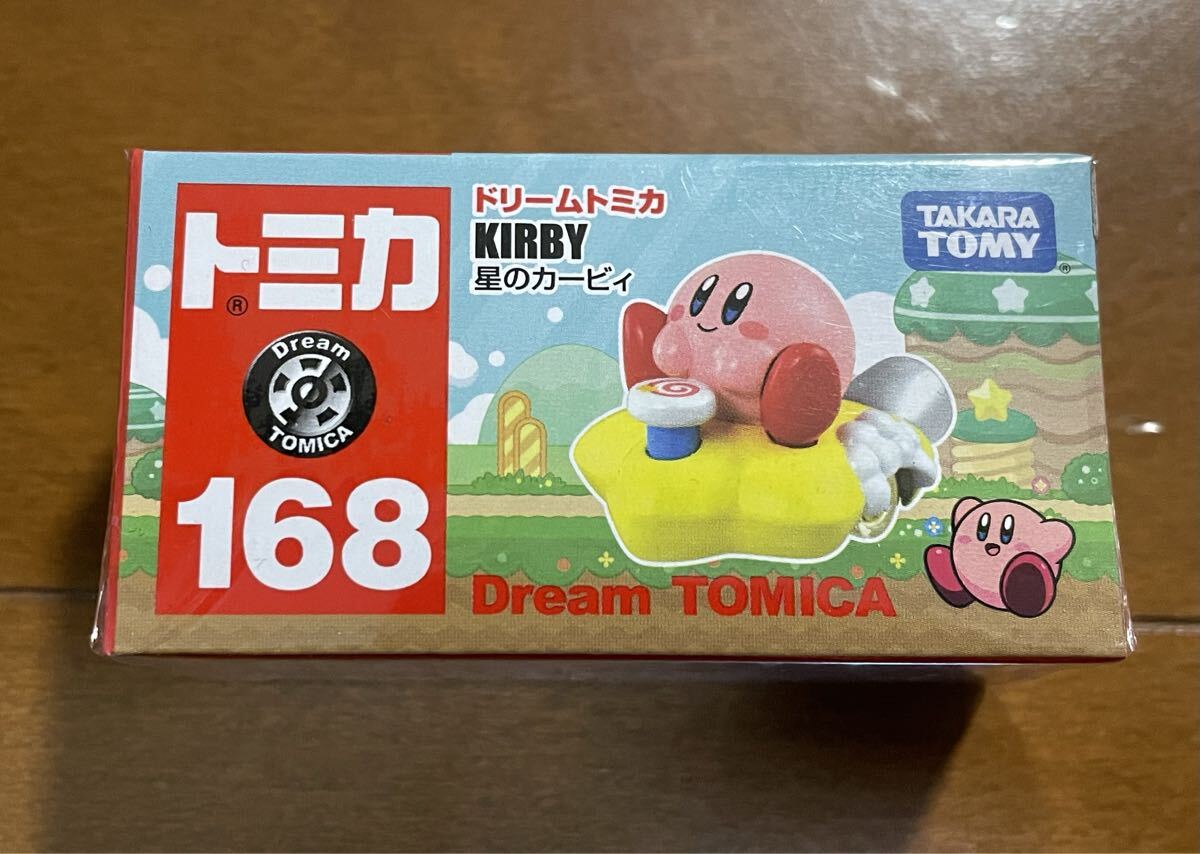 トミカ
®
Dream
TOMICA
168
ドリームトミカ
KIRBY
星のカービィ
TAKARA
TOMY
®
Dream TOMICA